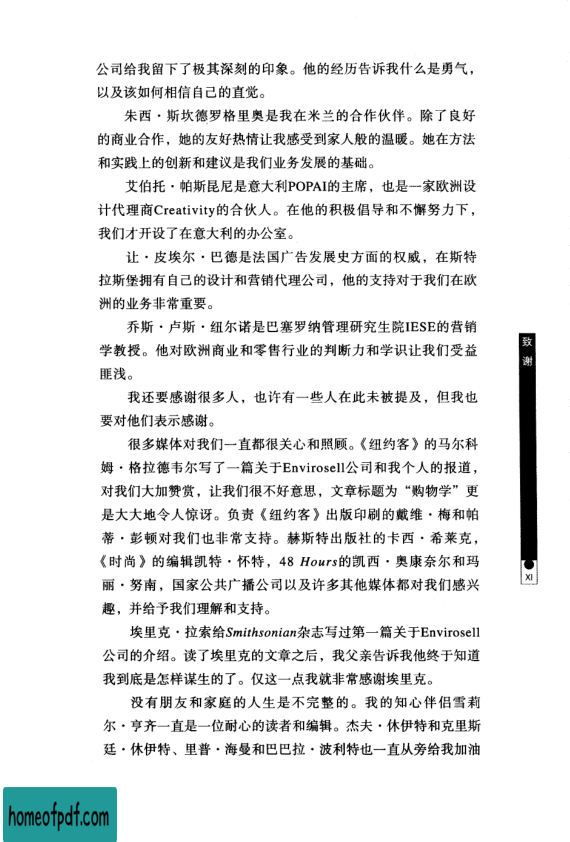 公司给我留下了极其深刻的印象。他的经历告诉我什么是勇气，
以及该如何相信自己的直觉。
朱西·斯坎德罗格里奥是我在米兰的合作伙伴。除了良好
的商业合作，她的友好热情让我感受到家人般的温暖。她在方法
和实践上的创新和建议是我们业务发展的基础。
艾伯托·帕斯昆尼是意大利POPAI的主席，也是一家欧洲设
计代理商Creativity的合伙人。在他的积极倡导和不懈努力下，
我们才开设了在意大利的办公室。
让·皮埃尔·巴德是法国广告发展史方面的权威，在斯特
拉斯堡拥有自己的设计和营销代理公司，他的支持对于我们在欧
洲的业务非常重要。
乔斯·卢斯·纽尔诺是巴塞罗纳管理研究生院IESE的营销
学教授。他对欧洲商业和零售行业的判断力和学识让我们受益
匪浅。
我还要感谢很多人，也许有一些人在此未被提及，但我也
要对他们表示感谢。
很多媒体对我们一直都很关心和照顾。《纽约客》的马尔科
姆·格拉德韦尔写了一篇关于Envirosell公司和我个人的报道，
对我们大加赞赏，让我们很不好意思，文章标题为“购物学”更
是大大地令人惊讶。负责《纽约客》出版印刷的戴维·梅和帕
蒂·彭顿对我们也非常支持。赫斯特出版社的卡西·希莱克，
《时尚》的编辑凯特·怀特，48 Hours的凯西·奥康奈尔和玛
丽·努南，国家公共广播公司以及许多其他媒体都对我们感兴
趣，并给予我们理解和支持。
埃里克·拉索给Smithsonian杂志写过第一篇关于Envirosell
公司的介绍。读了埃里克的文章之后，我父亲告诉我他终于知道
我到底是怎样谋生的了。仅这一点我就非常感谢埃里克。
没有朋友和家庭的人生是不完整的。我的知心伴侣雪莉
尔·亨齐一直是一位耐心的读者和编辑。杰夫·休伊特和克里斯
廷·休伊特、里普·海曼和巴巴拉·波利特也一直从旁给我加油
致谢
XI
homeofpdf.com